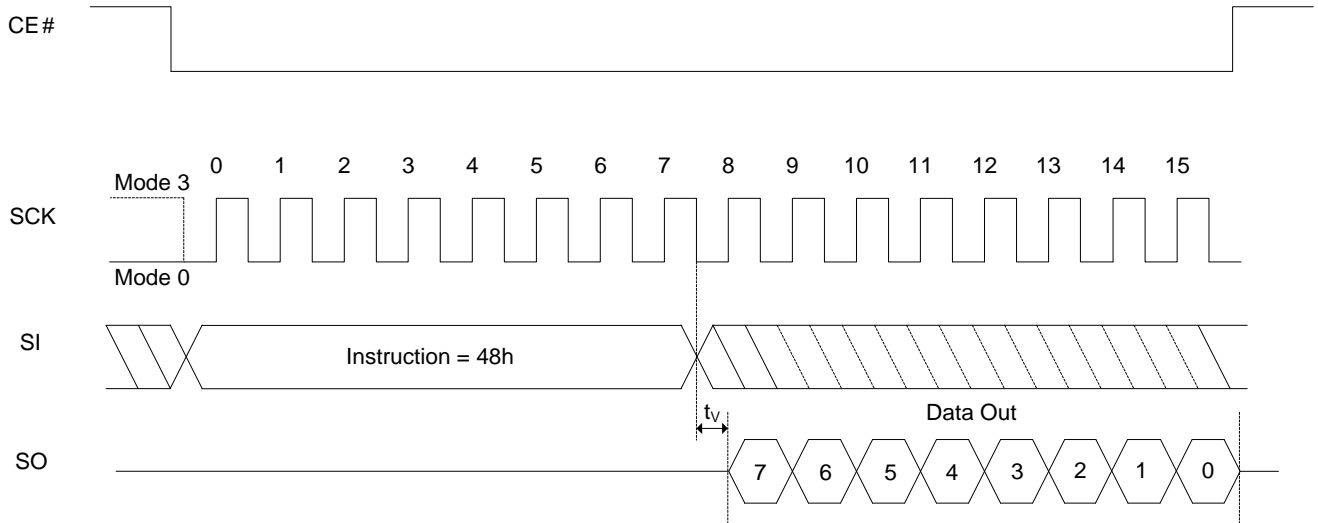 CE#
0 1 2 3 4 5 6 7 8 9 10 11 12 13 14 15
Mode 3
SCK
Mode 0
SI
Instruction = 48h
tV
Data Out
SO
7 6 5 4 3 2 1 0